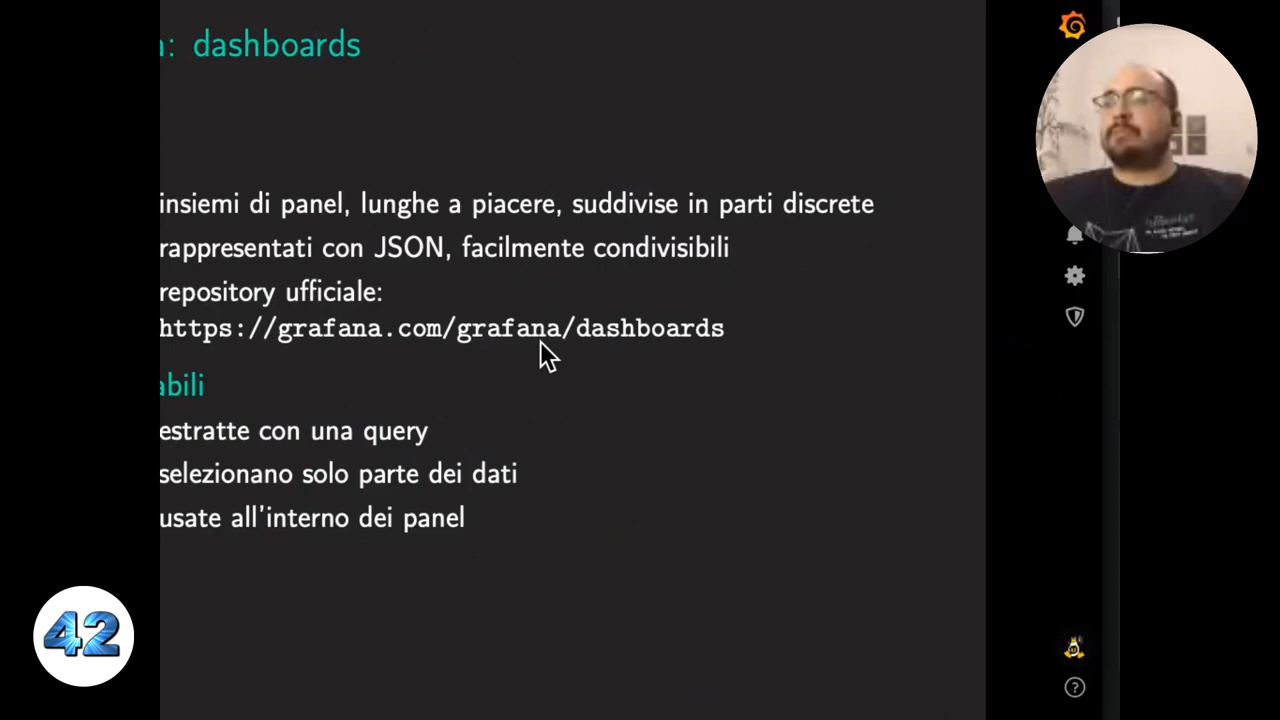 a: dashboards
insiemi di panel, lunghe a piacere, suddivise in parti discrete
rappresentati con JSON, facilmente condivisibili
repository ufficiale:
https://grafana.com/grafana/dashboards
abili
estratte con una query
selezionano solo parte dei dati
usate all'interno dei panel
42
?